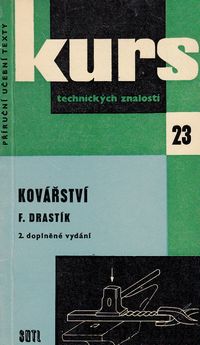 PŘÍRUČNÍ UČEBNÍ TEXTY
kurs
technických znalostí
23
KOVÁŘSTVÍ
F. DRASTÍK
2. doplněné vydání
SNTL